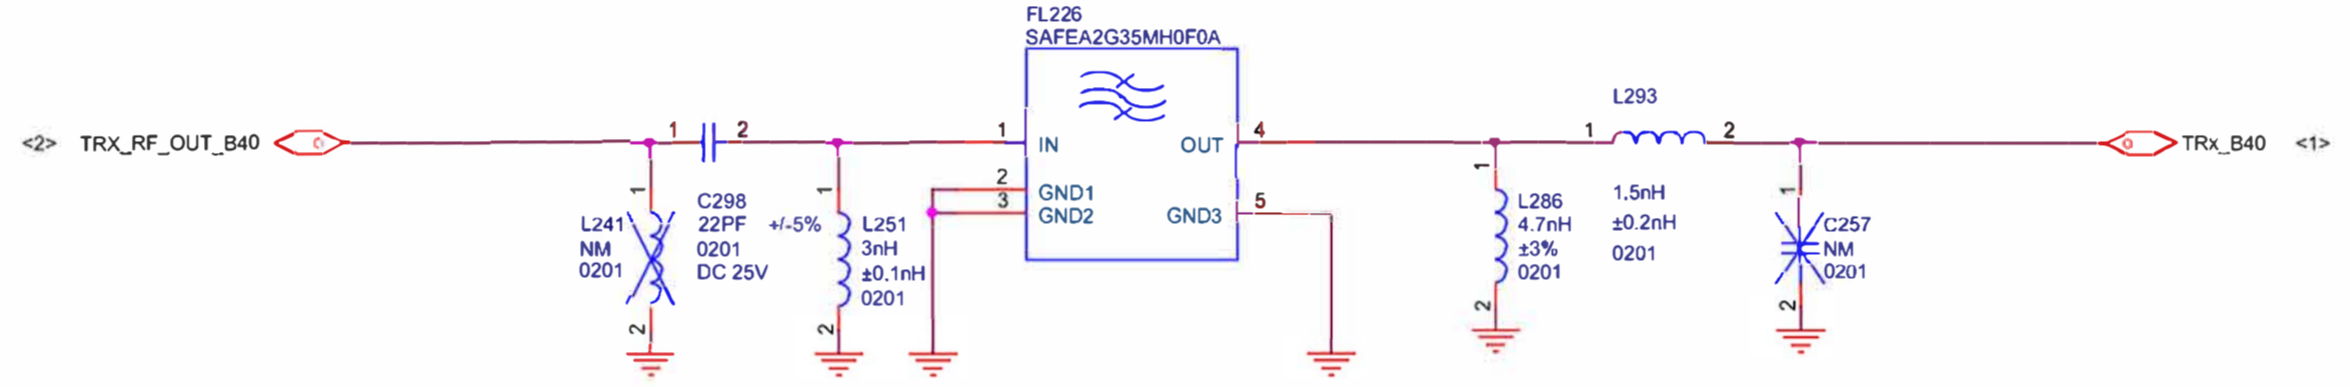 FL226
SAFEA2G35MH0F0A
<2> TRX_RF_OUT_B40
1 2
1 IN
OUT 4
L293
1 2
TRx_B40 <1>
2 GND1
3 GND2
GND3 5
1
L241
NM
0201
2
C298
22PF +/-5%
0201
DC 25V
1
L251
3nH
±0.1nH
0201
2
1
L286
4.7nH
±3%
0201
2
1.5nH
±0.2nH
0201
1
C257
NM
0201
2